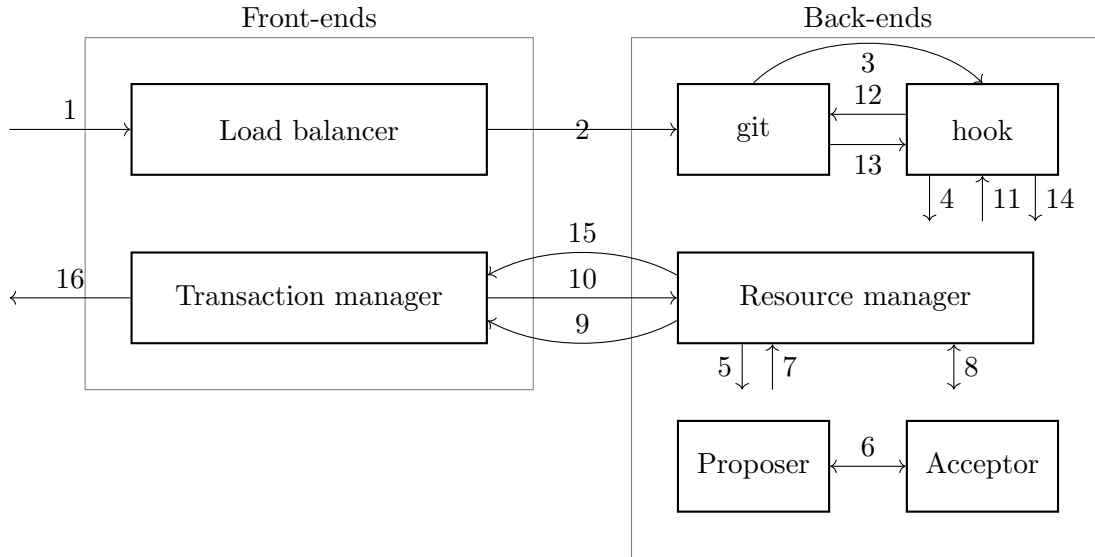 Front-ends
Back-ends
1
Load balancer
2
git
3
12
13
hook
4
11
14
16
Transaction manager
15
10
9
Resource manager
5
7
8
Proposer
6
Acceptor